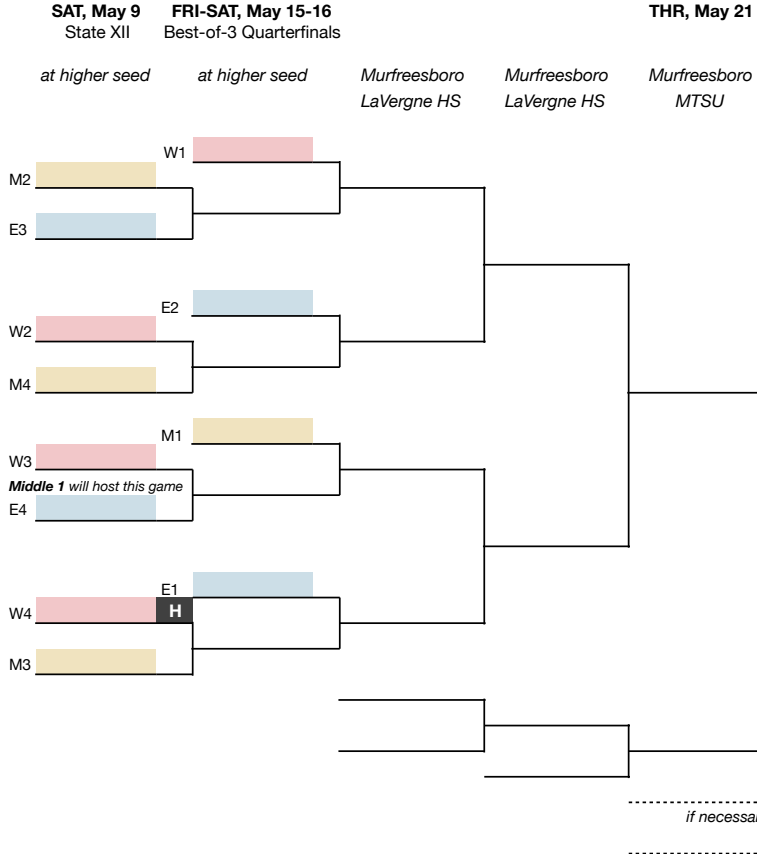 SAT, May 9
FRI-SAT, May 15-16
THR, May 21
State XII
Best-of-3 Quarterfinals
at higher seed
at higher seed
Murfreesboro
Murfreesboro
Murfreesboro
LaVergne HS
LaVergne HS
MTSU
W1
M2
E3
E2
W2
M4
M1
W3
Middle 1 will host this game
E4
E1
H
W4
M3
if necessa